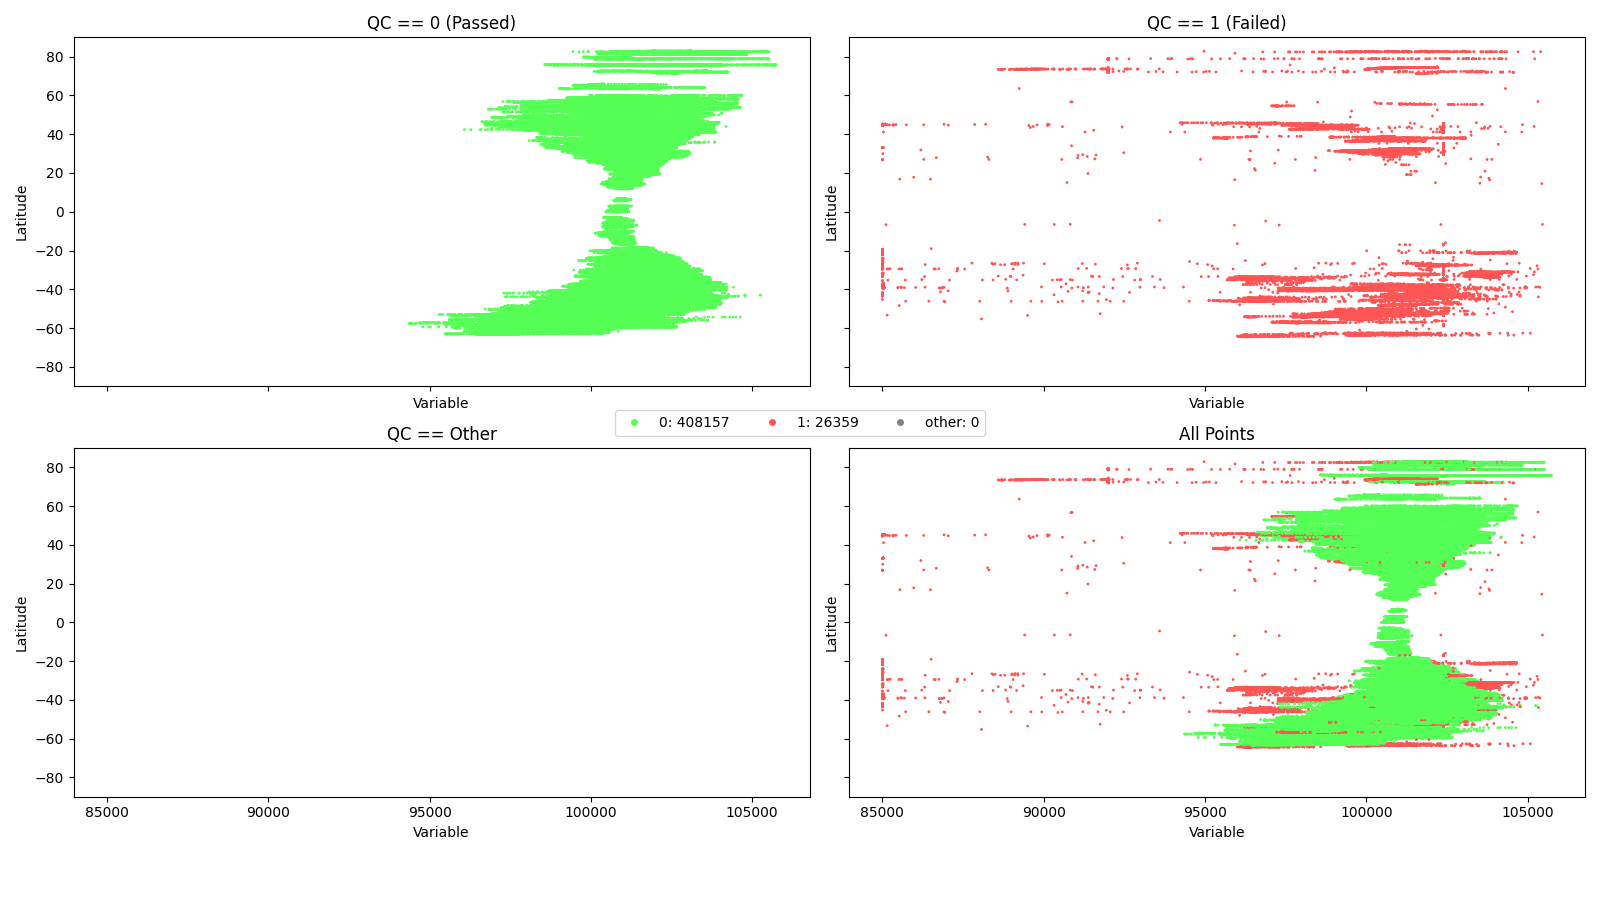 QC == 0 (Passed)
QC == 1 (Failed)
80
60
40
20
0
−20
−40
−60
−80
Latitude
Latitude
Variable
Variable
0: 408157
1: 26359
other: 0
QC == Other
All Points
80
60
40
20
0
−20
−40
−60
−80
Latitude
Latitude
85000
90000
95000
100000
105000
85000
90000
95000
100000
105000
Variable
Variable